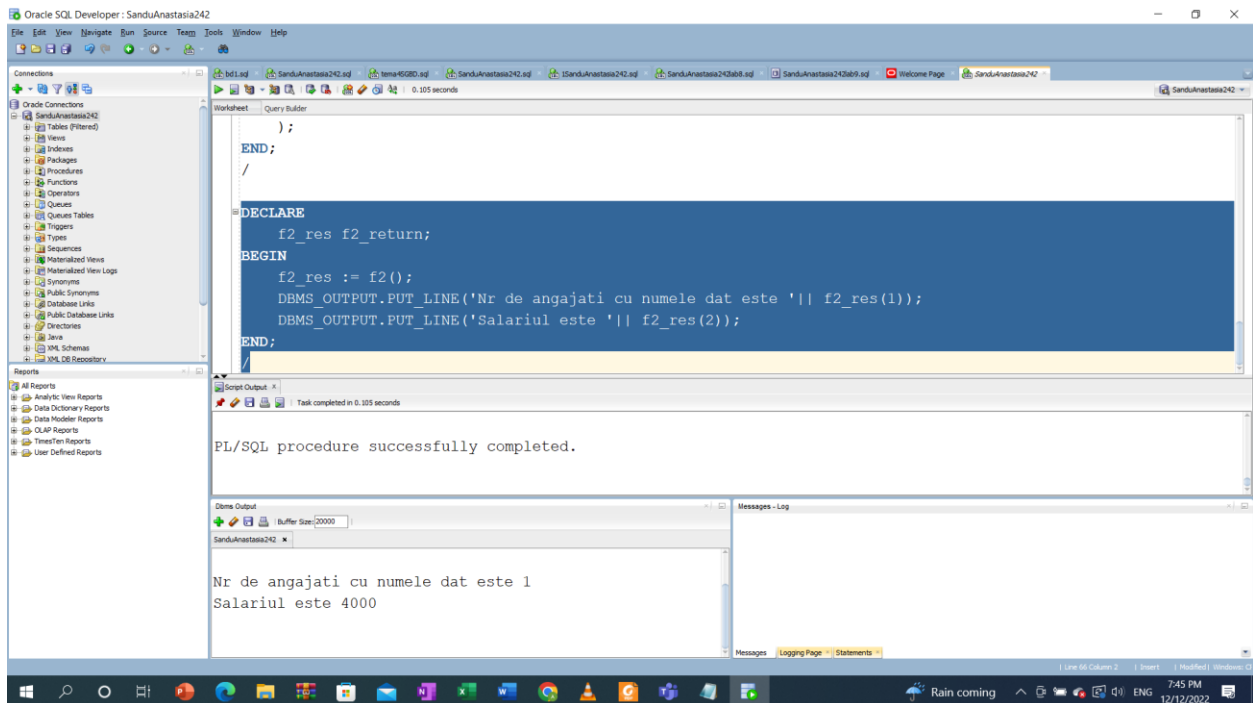 Oracle SQL Developer : SanduAnastasia242
File Edit View Navigate Run Source Team Tools Window Help
Connections
Oracle Connections
SanduAnastasia242
Tables (Filtered)
Views
Indexes
Packages
Procedures
Functions
Operators
Queues
Queues Tables
Triggers
Types
Sequences
Materialized Views
Materialized View Logs
Synonyms
Public Synonyms
Database Links
Public Database Links
Directories
Java
XML Schemas
XML DB Repository
Reports
All Reports
Analytic View Reports
Data Dictionary Reports
Data Modeler Reports
OLAP Reports
TimesTen Reports
User Defined Reports
bd1.sql SanduAnastasia242.sql tema4SGBD.sql SanduAnastasia242.sql 1SanduAnastasia242.sql SanduAnastasia242lab8.sql SanduAnastasia242lab9.sql Welcome Page SanduAnastasia242
0.105 seconds SanduAnastasia242
Worksheet Query Builder
);
END;
/
DECLARE
f2_res f2_return;
BEGIN
f2_res := f2();
DBMS_OUTPUT.PUT_LINE('Nr de angajati cu numele dat este '|| f2_res(1));
DBMS_OUTPUT.PUT_LINE('Salariul este '|| f2_res(2));
END;
/
Script Output x
Task completed in 0.105 seconds
PL/SQL procedure successfully completed.
Dbms Output
Buffer Size: 20000
SanduAnastasia242 x
Nr de angajati cu numele dat este 1
Salariul este 4000
Messages - Log
Messages Logging Page Statements
Line 66 Column 2 | Insert | Modified | Windows: C
Rain coming ENG 7:45 PM
12/12/2022